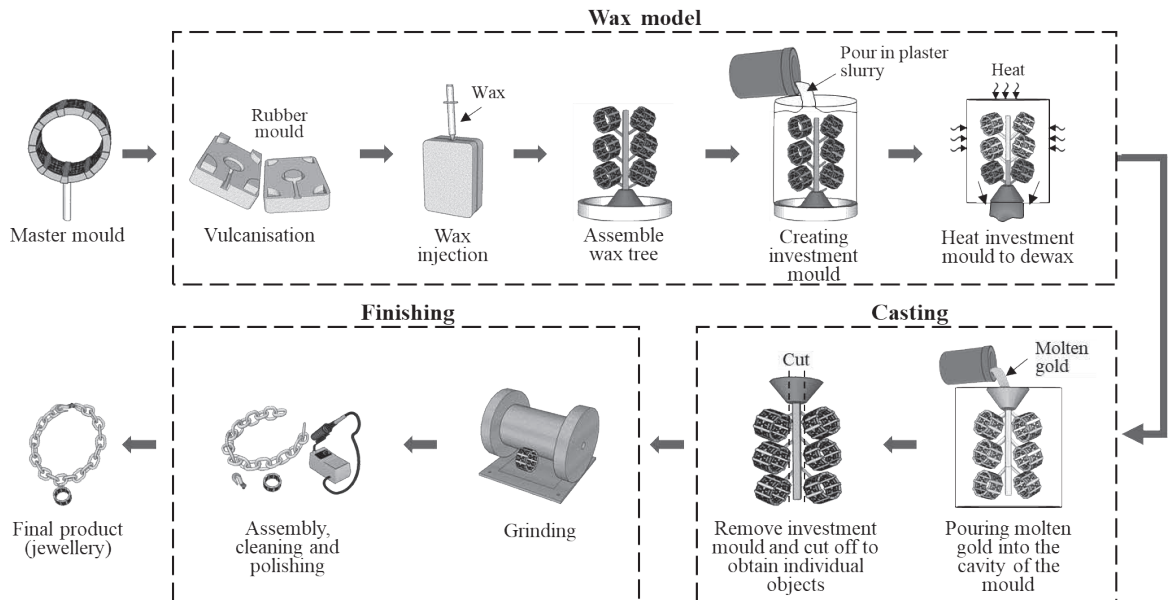 Wax model
Pour in plaster
slurry
Heat
Wax
Rubber
mould
Master mould
Vulcanisation
Wax
injection
Assemble
wax tree
Creating
investment
mould
Heat investment
mould to dewax
Finishing
Casting
Cut
Molten
gold
Final product
(jewellery)
Assembly,
cleaning and
polishing
Grinding
Remove investment
mould and cut off to
obtain individual
objects
Pouring molten
gold into the
cavity of the
mould